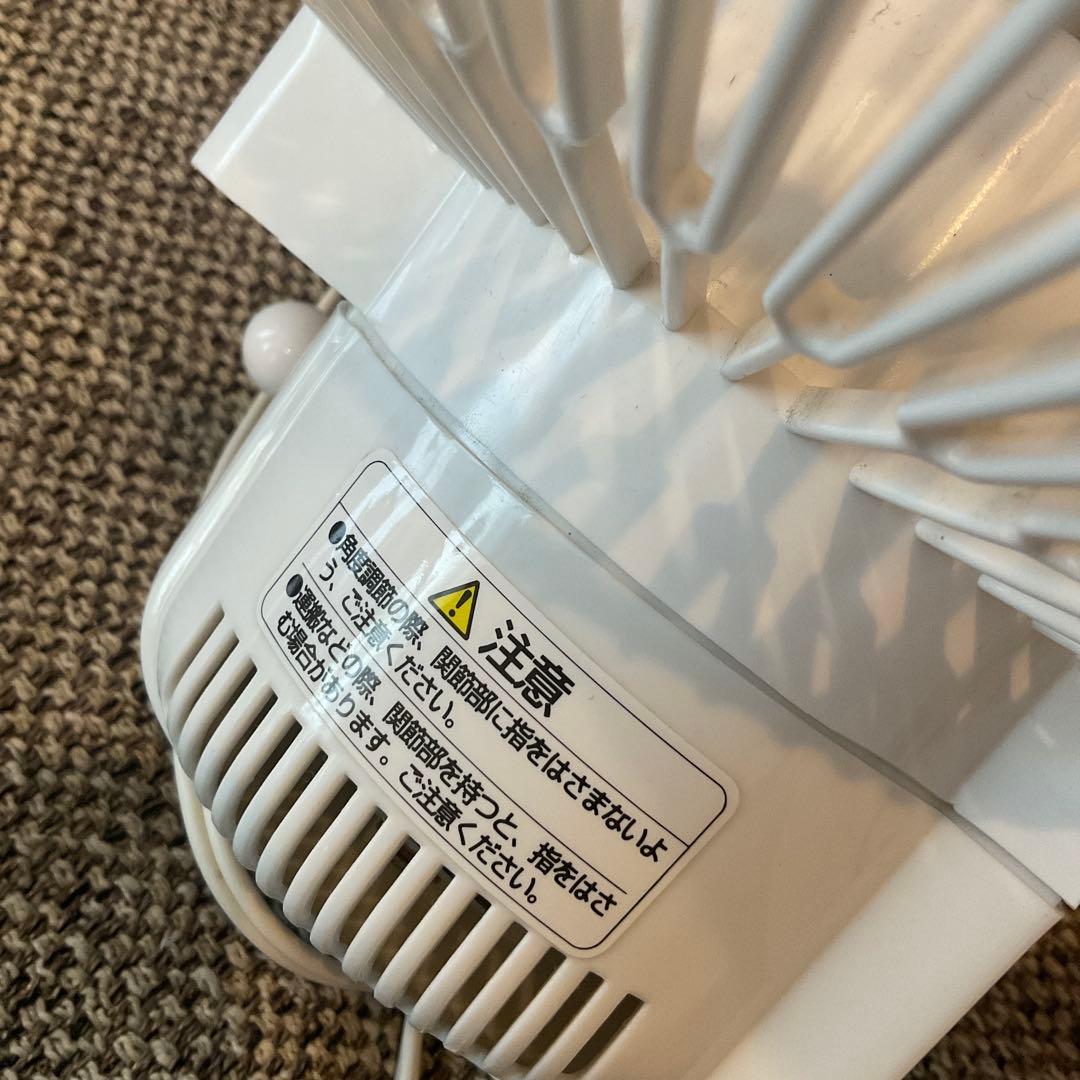 注意
●角度調節の際、関節部に指をはさまないよ
う、ご注意ください。
●運搬などの際、関節部を持つと、指をはさ
む場合があります。ご注意ください。